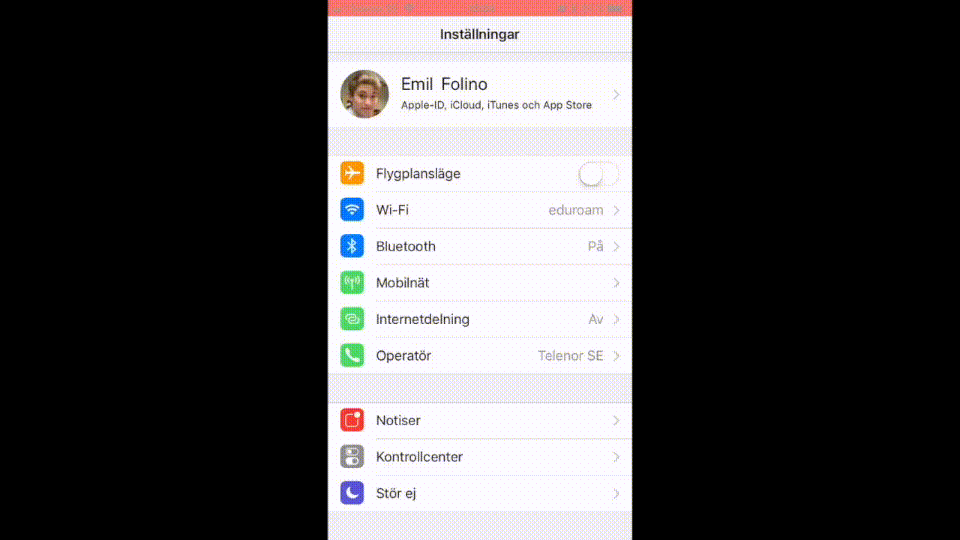 Inställningar
Emil Folino
Apple-ID, iCloud, iTunes och App Store
Flygplansläge
Wi-Fi eduroam
Bluetooth På
Mobilnät
Internetdelning Av
Operatör Telenor SE
Notiser
Kontrollcenter
Stör ej